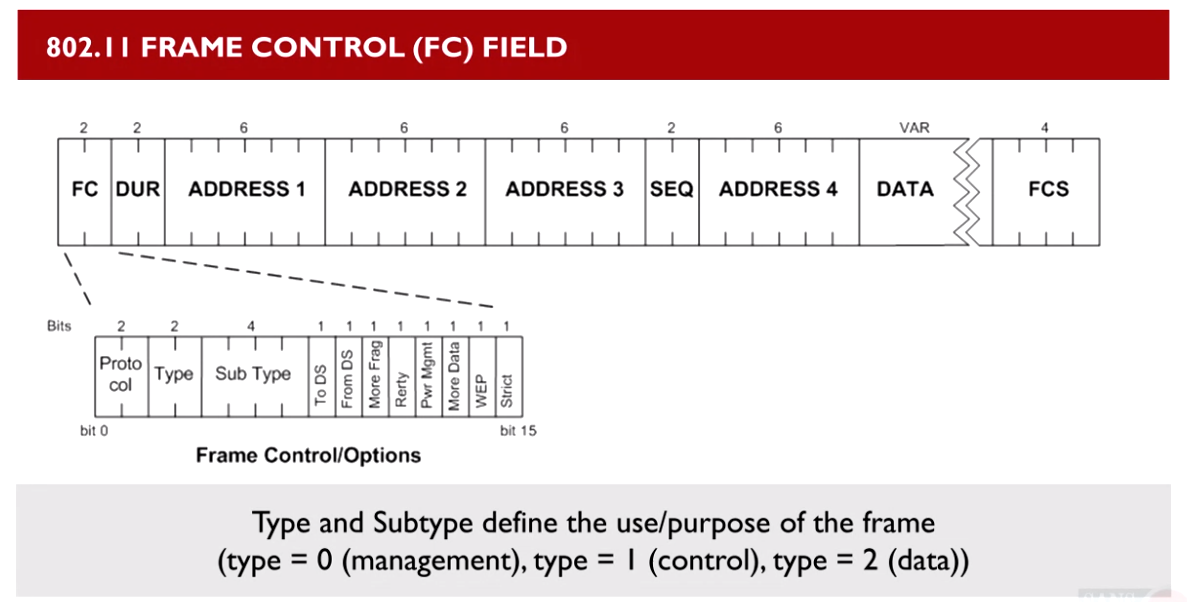 802.11 FRAME CONTROL (FC) FIELD
2 2 6 6 6 2 6 VAR 4
FC DUR ADDRESS 1 ADDRESS 2 ADDRESS 3 SEQ ADDRESS 4 DATA FCS
Bits 2 2 4 1 1 1 1 1 1 1 1
Proto
col
Type
Sub Type
To DS
From DS
More Frag
Rerty
Pwr Mgmt
More Data
WEP
Strict
bit 0 bit 15
Frame Control/Options
Type and Subtype define the use/purpose of the frame
(type = 0 (management), type = 1 (control), type = 2 (data))